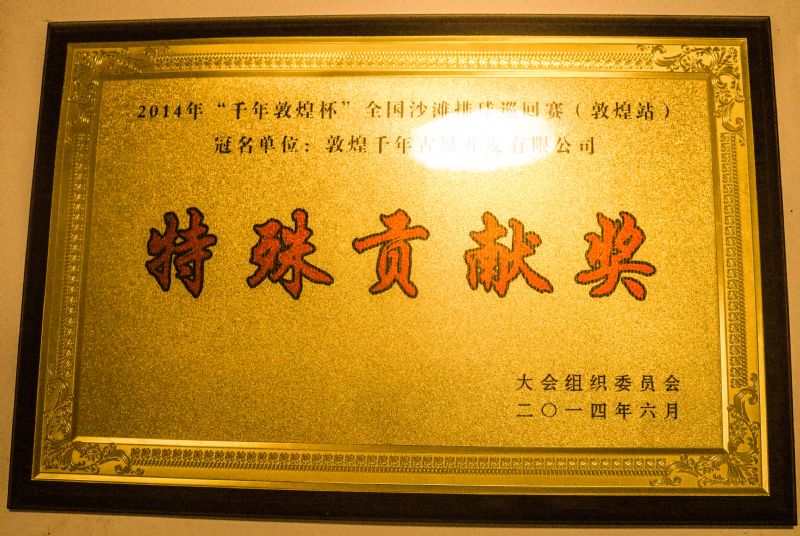 2014年“千年敦煌杯”全国沙滩排球巡回赛（敦煌站）
冠名单位：敦煌千年古城开发有限公司
特殊贡献奖
大会组织委员会
二〇一四年六月